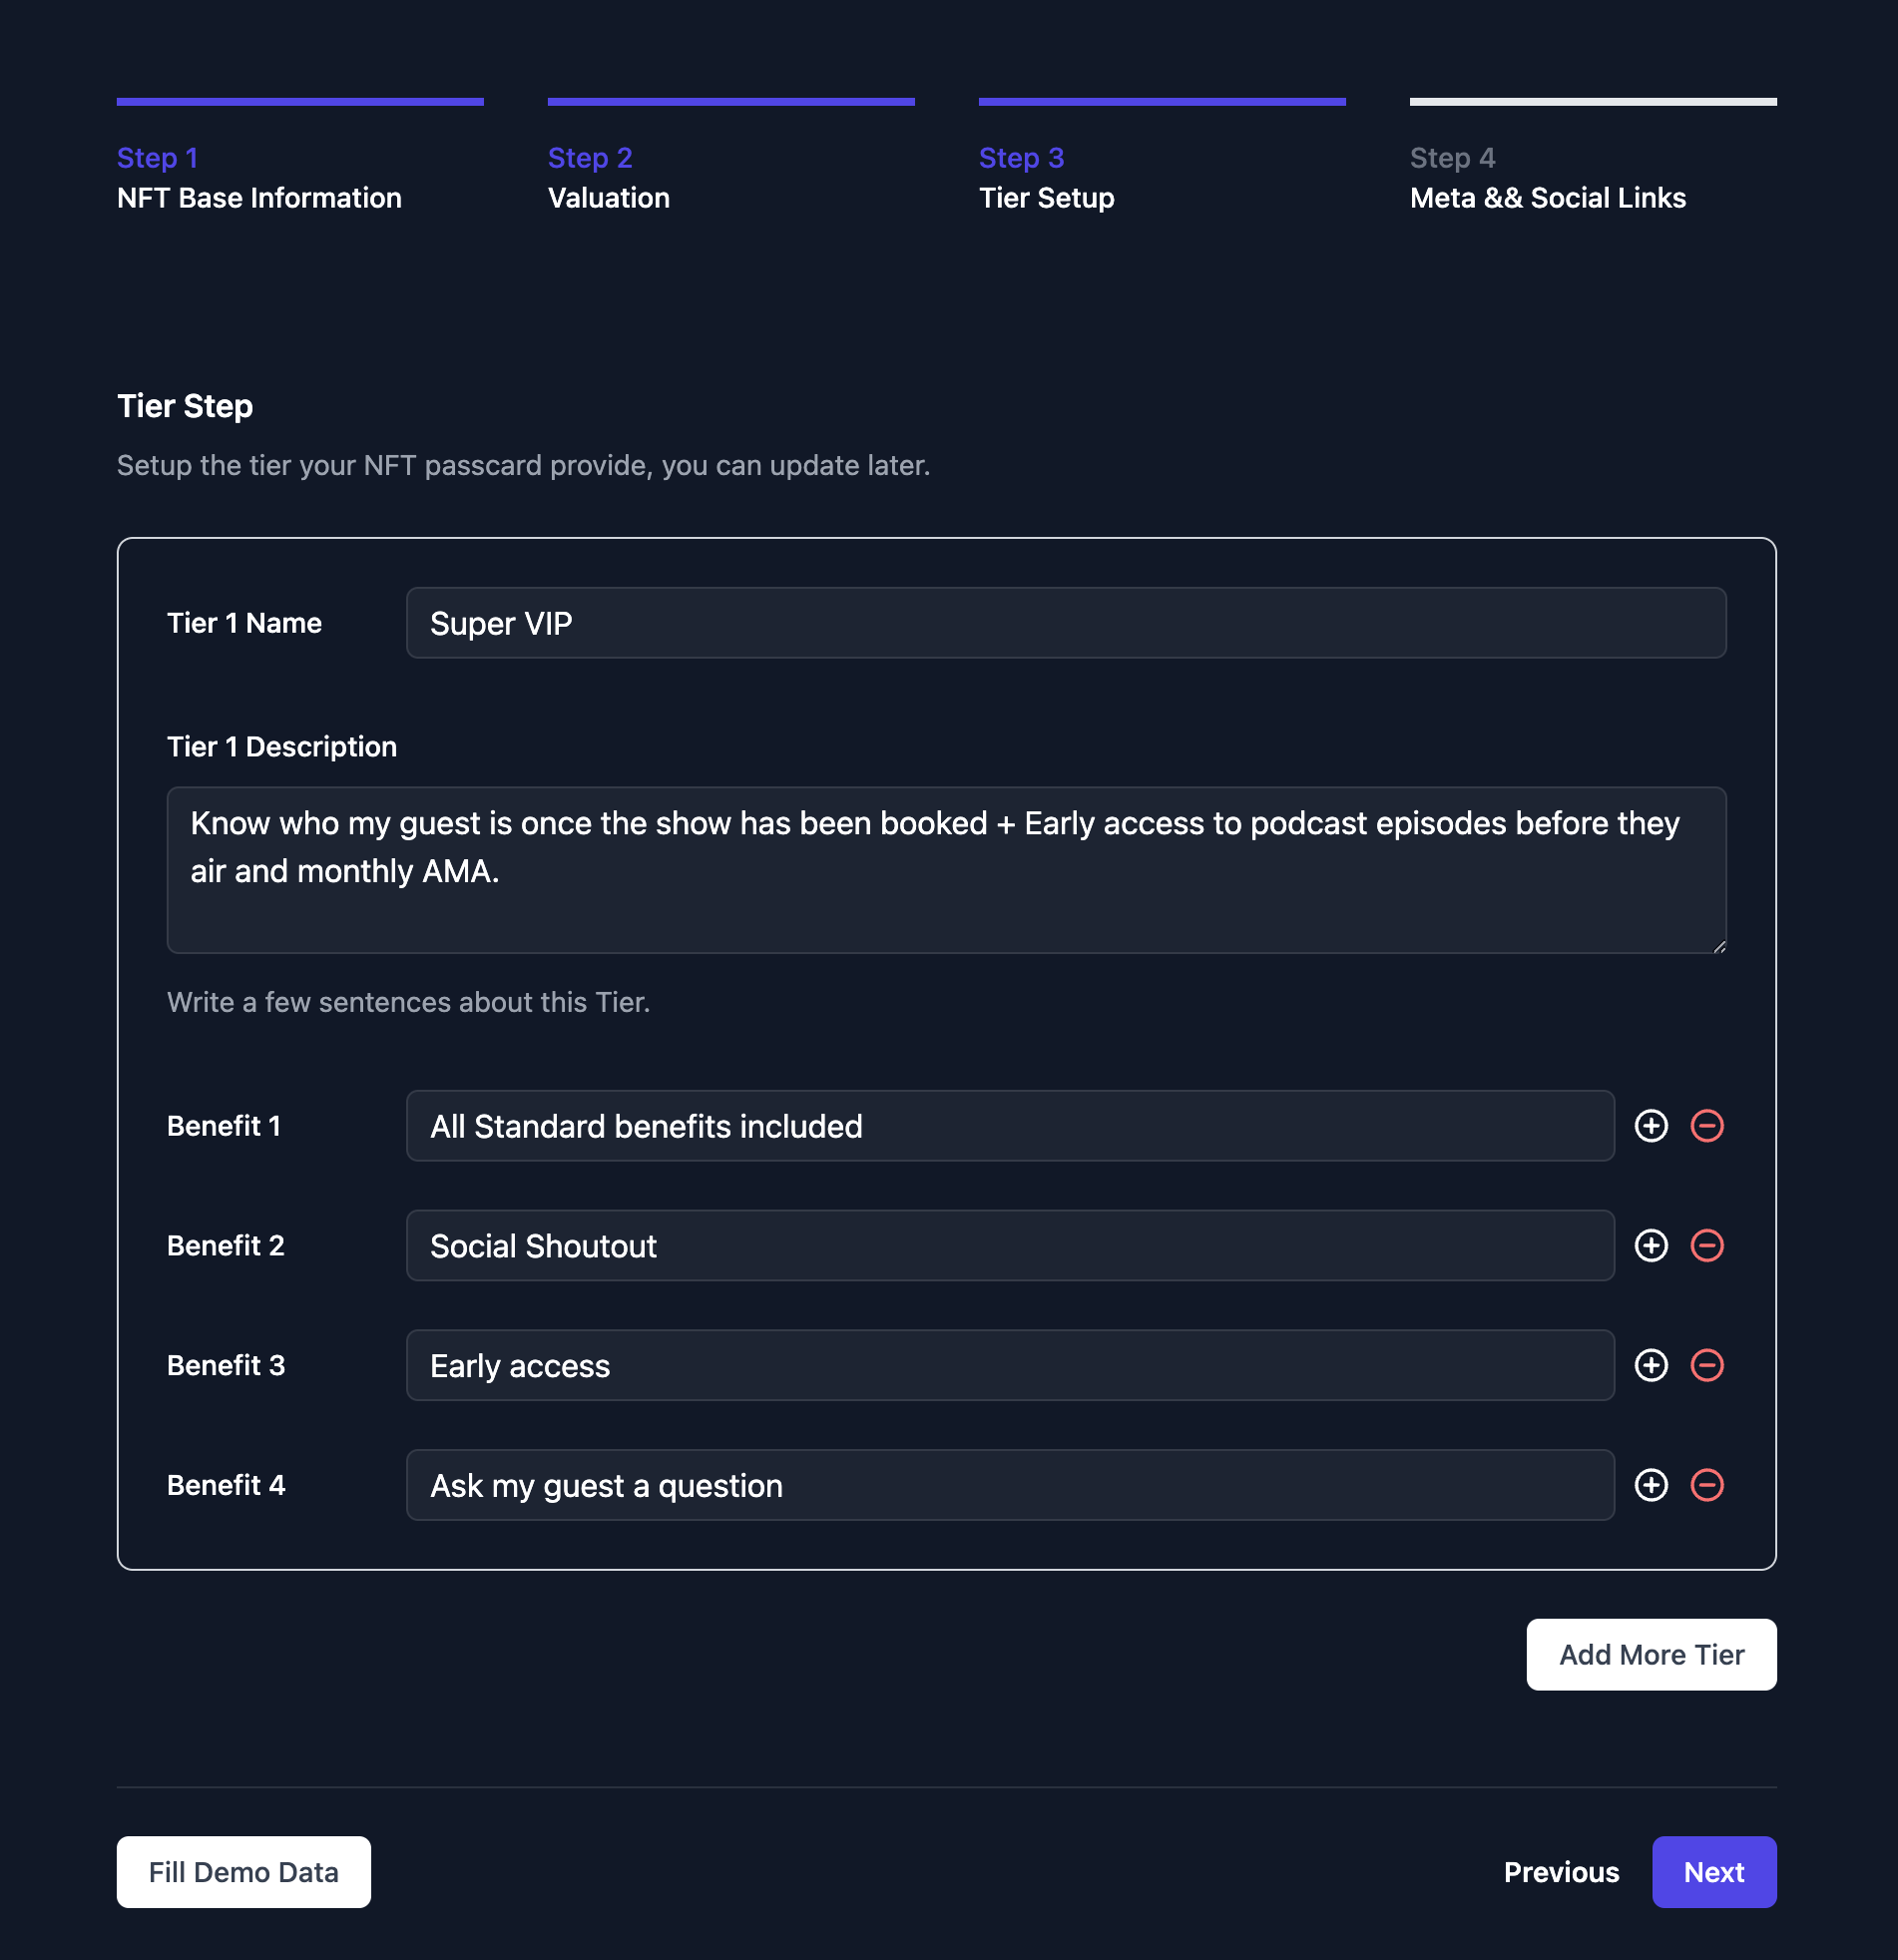 Step 1
NFT Base Information
Step 2
Valuation
Step 3
Tier Setup
Step 4
Meta && Social Links
Tier Step
Setup the tier your NFT passcard provide, you can update later.
Tier 1 Name
Super VIP
Tier 1 Description
Know who my guest is once the show has been booked + Early access to podcast episodes before they
air and monthly AMA.
Write a few sentences about this Tier.
Benefit 1
All Standard benefits included
Benefit 2
Social Shoutout
Benefit 3
Early access
Benefit 4
Ask my guest a question
Add More Tier
Fill Demo Data
Previous
Next